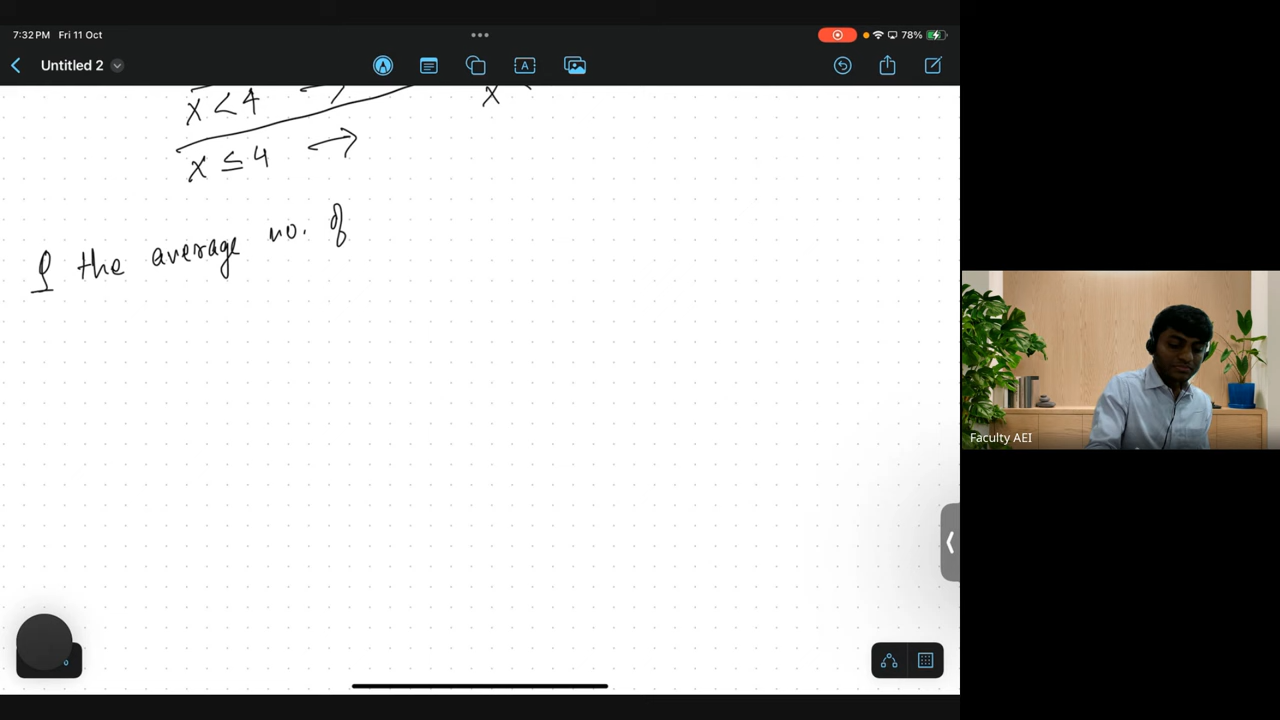 7:32 PM Fri 11 Oct
78%
Untitled 2
A
x < 4 →
x
x ≤ 4 →
the average no. of
Faculty AEI